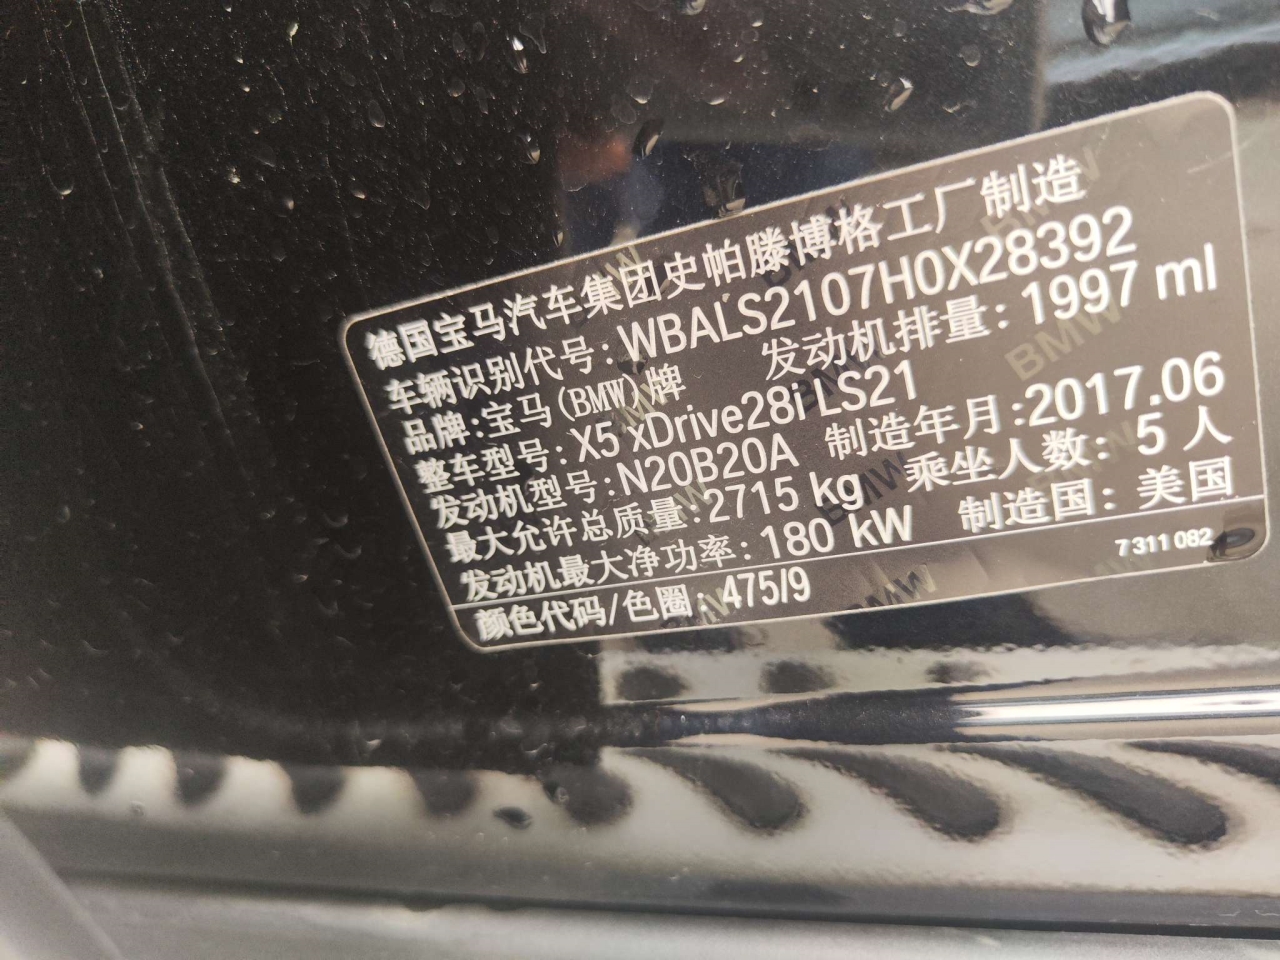 德国宝马汽车集团史帕滕博格工厂制造
车辆识别代号: WBALS2107H0X28392
品牌:宝马(BMW)牌 发动机排量: 1997 ml
整车型号: X5 xDrive28i LS21
发动机型号: N20B20A 制造年月:2017.06
最大允许总质量: 2715 kg 乘坐人数: 5 人
发动机最大净功率: 180 kW 制造国: 美国
颜色代码/色圈: 475/9 7 311 082